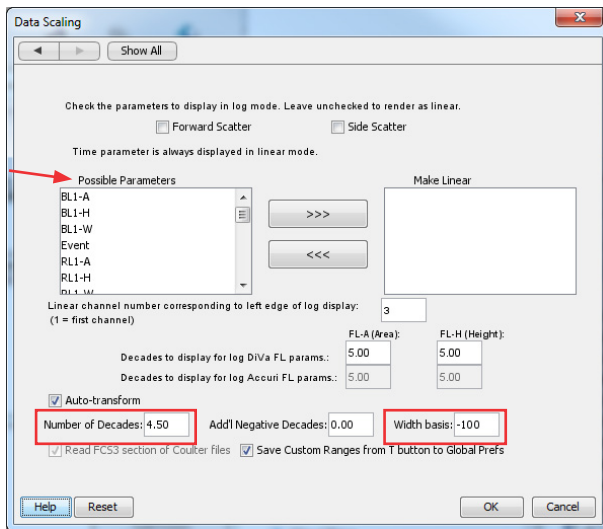 Data Scaling
Show All
Check the parameters to display in log mode. Leave unchecked to render as linear.
Forward Scatter Side Scatter
Time parameter is always displayed in linear mode.
Possible Parameters Make Linear
BL1-A
BL1-H
BL1-W
Event
RL1-A
RL1-H
RL1-W
>>>
<<<
Linear channel number corresponding to left edge of log display: 3
(1 = first channel)
FL-A (Area): FL-H (Height):
Decades to display for log DiVa FL params.: 5.00 5.00
Decades to display for log Accuri FL params.: 5.00 5.00
Auto-transform
Number of Decades: 4.50 Add'l Negative Decades: 0.00 Width basis: -100
Read FCS3 section of Coulter files Save Custom Ranges from T button to Global Prefs
Help Reset OK Cancel